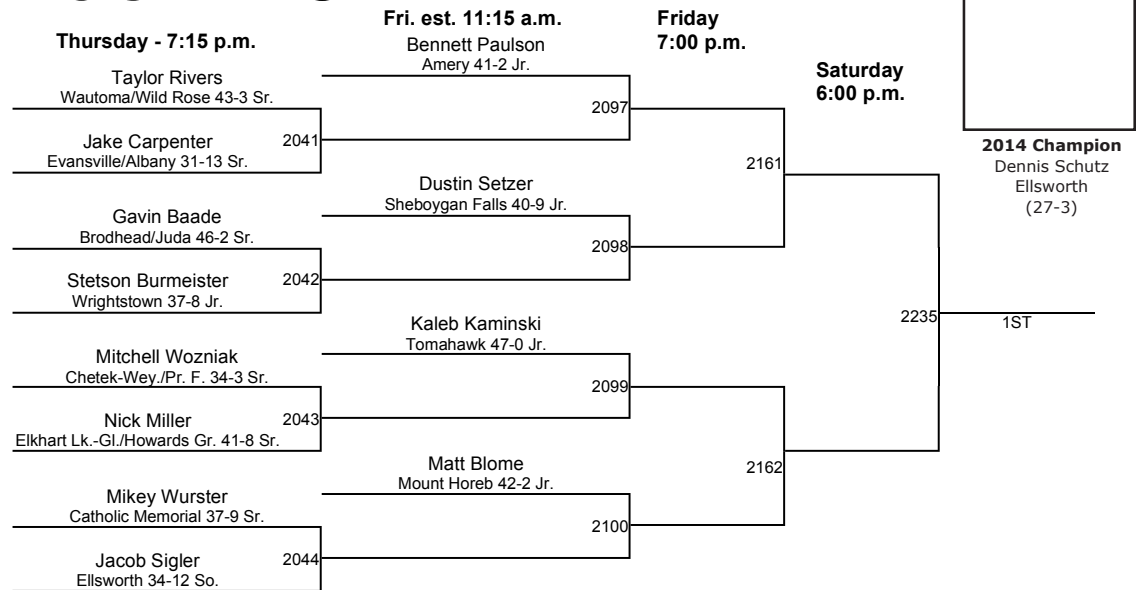 Thursday - 7:15 p.m.
Fri. est. 11:15 a.m.
Friday
7:00 p.m.
Saturday
6:00 p.m.
Taylor Rivers
Wautoma/Wild Rose 43-3 Sr.
Jake Carpenter
Evansville/Albany 31-13 Sr.
2041
Gavin Baade
Brodhead/Juda 46-2 Sr.
Stetson Burmeister
Wrightstown 37-8 Jr.
2042
Mitchell Wozniak
Chetek-Wey./Pr. F. 34-3 Sr.
Nick Miller
Elkhart Lk.-Gl./Howards Gr. 41-8 Sr.
2043
Mikey Wurster
Catholic Memorial 37-9 Sr.
Jacob Sigler
Ellsworth 34-12 So.
2044
Bennett Paulson
Amery 41-2 Jr.
2097
Dustin Setzer
Sheboygan Falls 40-9 Jr.
2098
Kaleb Kaminski
Tomahawk 47-0 Jr.
2099
Matt Blome
Mount Horeb 42-2 Jr.
2100
2161
2162
2235
1ST
2014 Champion
Dennis Schutz
Ellsworth
(27-3)